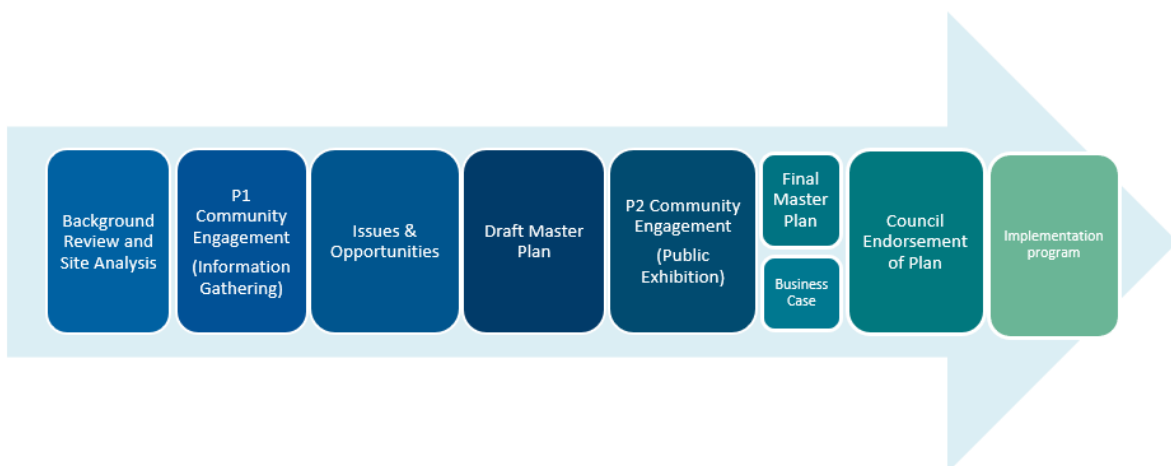 Background
Review and
Site Analysis
P1
Community
Engagement
(Information
Gathering)
Issues &
Opportunities
Draft Master
Plan
P2 Community
Engagement
(Public
Exhibition)
Final
Master
Plan
Business
Case
Council
Endorsement
of Plan
Implementation
program